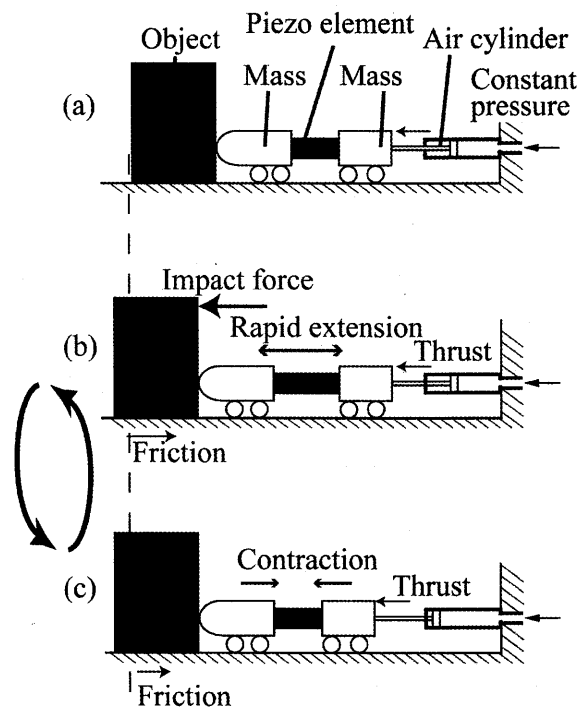 Object
Piezo element
Air cylinder
(a)
Mass
Mass
Constant
pressure
Impact force
(b)
Rapid extension
Thrust
Friction
Contraction
(c)
Thrust
Friction